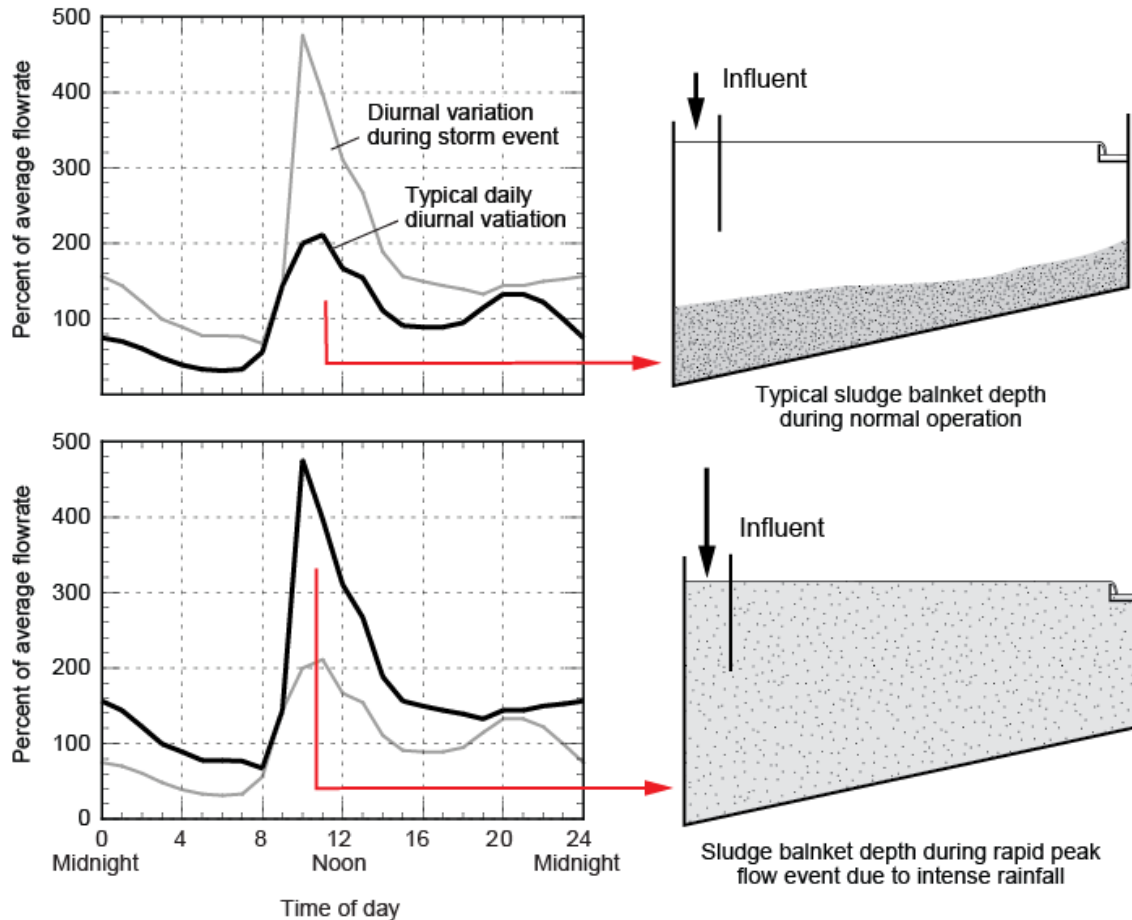 500
400
300
200
100
Percent of average flowrate
Diurnal variation
during storm event
Typical daily
diurnal vatiation
Influent
Typical sludge balnket depth
during normal operation
500
400
300
200
100
0
Percent of average flowrate
0
4
8
12
16
20
24
Midnight
Noon
Midnight
Time of day
Influent
Sludge balnket depth during rapid peak
flow event due to intense rainfall